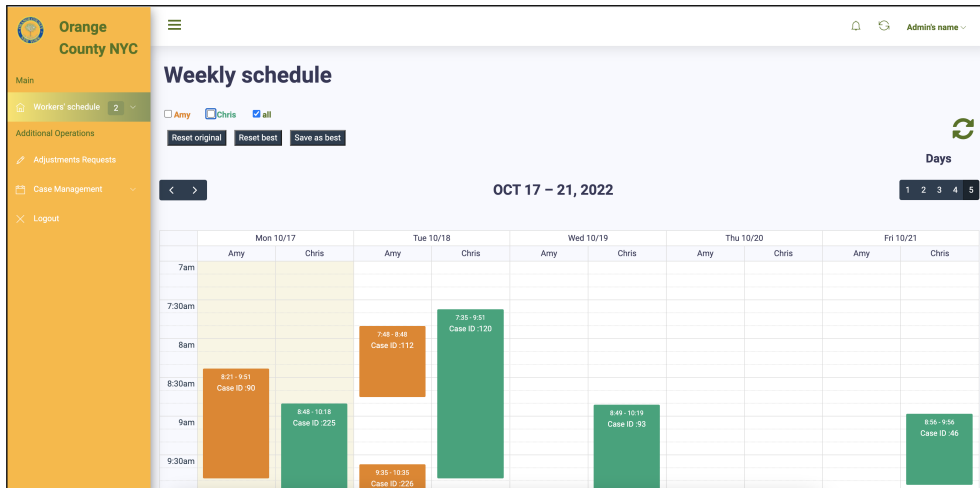 Orange
County NYC
Main
Workers' schedule 2
Additional Operations
Adjustments Requests
Case Management
Logout
Admin's name
Weekly schedule
Amy Chris all
Reset original Reset best Save as best
Days
OCT 17 – 21, 2022
1 2 3 4 5
Mon 10/17 Tue 10/18 Wed 10/19 Thu 10/20 Fri 10/21
Amy Chris Amy Chris Amy Chris Amy Chris Amy Chris
7am
7:30am
7:35 - 9:51
Case ID :120
7:48 - 8:48
Case ID :112
8am
8:21 - 9:51
Case ID :90
8:30am
8:48 - 10:18
Case ID :225
8:49 - 10:19
Case ID :93
8:56 - 9:56
Case ID :46
9am
9:30am
9:35 - 10:35
Case ID :226